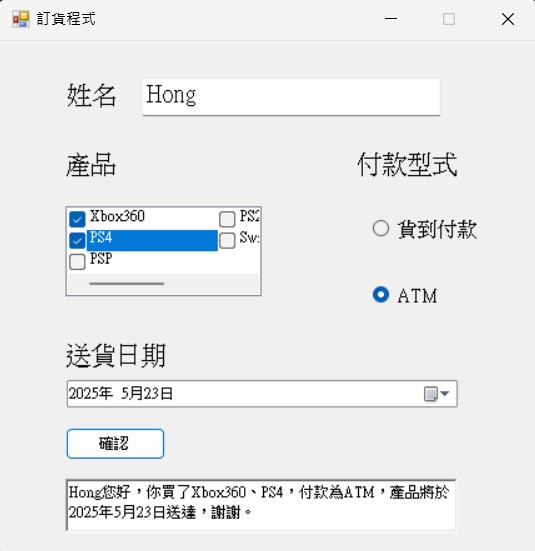 訂貨程式
姓名 Hong
產品 付款型式
Xbox360
PS4
PSP
貨到付款
ATM
送貨日期
2025年 5月23日
確認
Hong您好，你買了Xbox360、PS4，付款為ATM，產品將於
2025年5月23日送達，謝謝。